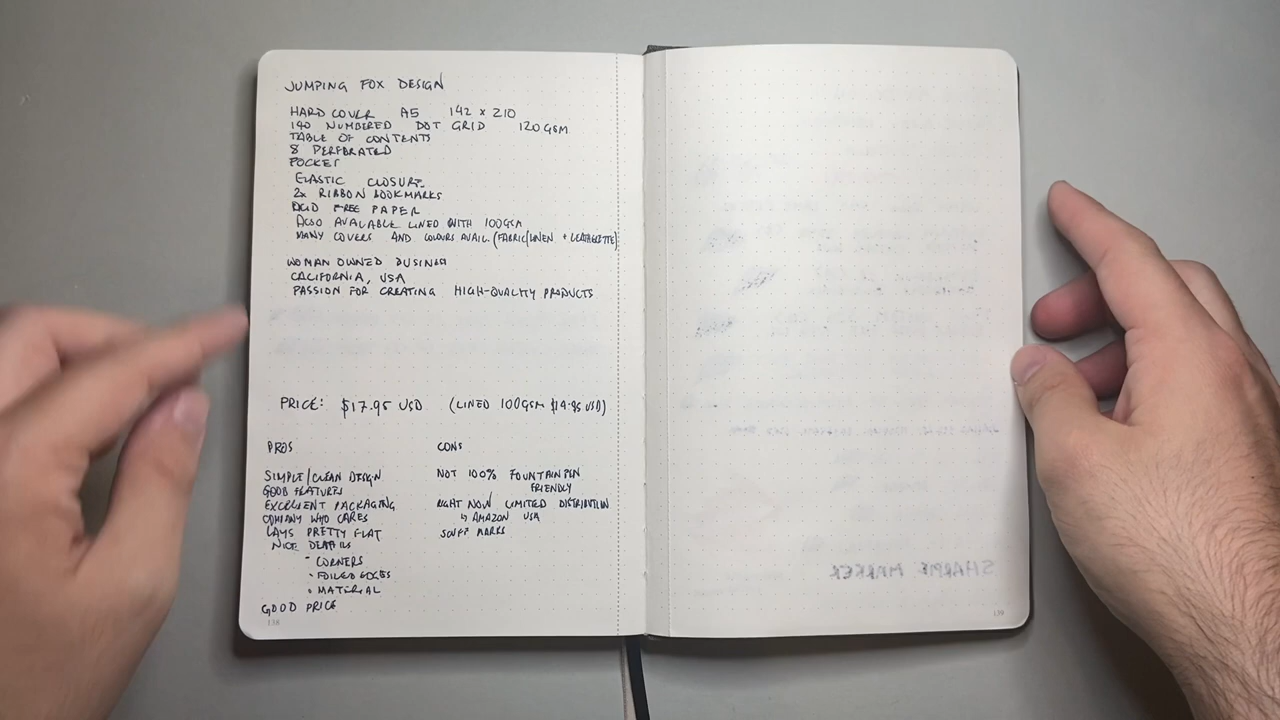 JUMPING FOX DESIGN
HARD COVER A5 142 x 210
140 NUMBERED DOT GRID 120GSM
TABLE OF CONTENTS
8 PERFORATED
POCKET
ELASTIC CLOSURE
2x RIBBON BOOKMARKS
ACID FREE PAPER
ALSO AVAILABLE LINED WITH 100GSM
MANY COVERS AND COLOURS AVAIL. (FABRIC/LINEN + LEATHERETTE)
WOMAN OWNED BUSINESS
CALIFORNIA, USA
PASSION FOR CREATING HIGH-QUALITY PRODUCTS
PRICE: $17.95 USD (LINED 100GSM $14.95 USD)
PROS
SIMPLE/CLEAN DESIGN
GOOD FEATURES
EXCELLENT PACKAGING
COMPANY WHO CARES
LAYS PRETTY FLAT
NICE DETAILS
- CORNERS
- FOILED EDGES
• MATERIAL
GOOD PRICE
CONS
NOT 100% FOUNTAIN PEN
FRIENDLY
RIGHT NOW LIMITED DISTRIBUTION
↳ AMAZON USA
SCUFF MARKS
138
SHARPIE MARKER
139